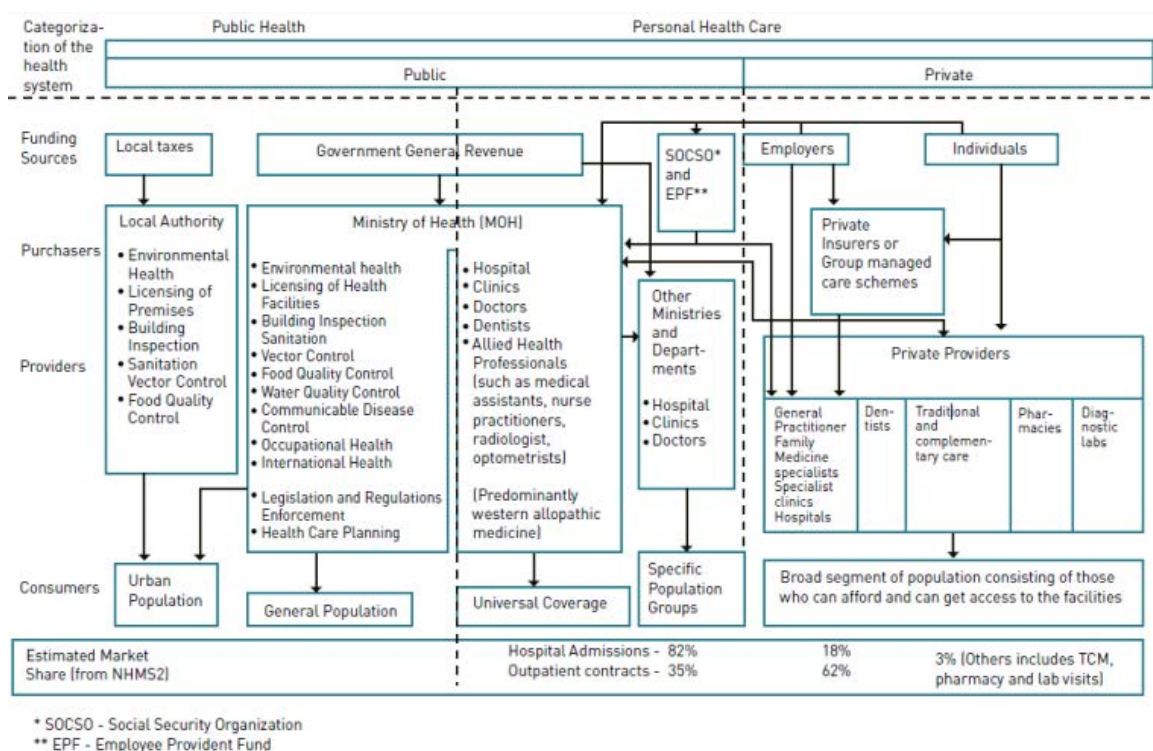 Categoriza-
tion of the
health
system
Public Health
Personal Health Care
Public
Private
Funding
Sources
Local taxes
Government General Revenue
SOCSO*
and
EPF**
Employers
Individuals
Purchasers
Providers
Local Authority
• Environmental
Health
• Licensing of
Premises
• Building
Inspection
• Sanitation
Vector Control
• Food Quality
Control
Ministry of Health (MOH)
• Environmental health
• Licensing of Health
Facilities
• Building Inspection
Sanitation
• Vector Control
• Food Quality Control
• Water Quality Control
• Communicable Disease
Control
• Occupational Health
• International Health
• Legislation and Regulations
Enforcement
• Health Care Planning
• Hospital
• Clinics
• Doctors
• Dentists
• Allied Health
Professionals
(such as medical
assistants, nurse
practitioners,
radiologist,
optometrists)
(Predominantly
western allopathic
medicine)
Other
Ministries
and
Depart-
ments
• Hospital
• Clinics
• Doctors
Private
Insurers or
Group managed
care schemes
Private Providers
General
Practitioner
Family
Medicine
specialists
Specialist
clinics
Hospitals
Den-
tists
Traditional
and
complemen-
tary care
Phar-
macies
Diag-
nostic
labs
Consumers
Urban
Population
General Population
Universal Coverage
Specific
Population
Groups
Broad segment of population consisting of those
who can afford and can get access to the facilities
Estimated Market
Share (from NHMS2)
Hospital Admissions - 82%
Outpatient contracts - 35%
18%
62%
3% (Others includes TCM,
pharmacy and lab visits)
* SOCSO - Social Security Organization
** EPF - Employee Provident Fund